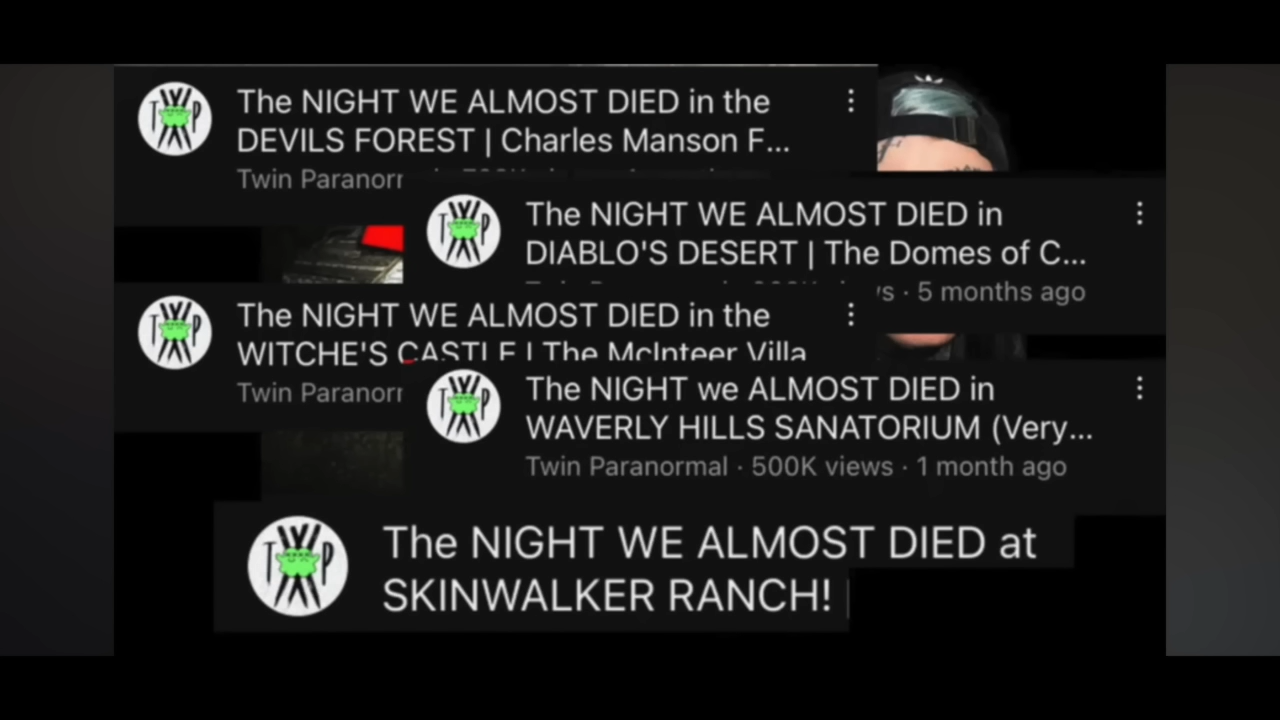 The NIGHT WE ALMOST DIED in the
DEVILS FOREST | Charles Manson F...
Twin
The NIGHT WE ALMOST DIED in
DIABLO'S DESERT | The Domes of C...
5 months ago
The NIGHT WE ALMOST DIED in the
WITCHE'S CASTLE | The McInteer Villa
Twin
The NIGHT we ALMOST DIED in
WAVERLY HILLS SANATORIUM (Very...
Twin Paranormal · 500K views · 1 month ago
The NIGHT WE ALMOST DIED at
SKINWALKER RANCH!